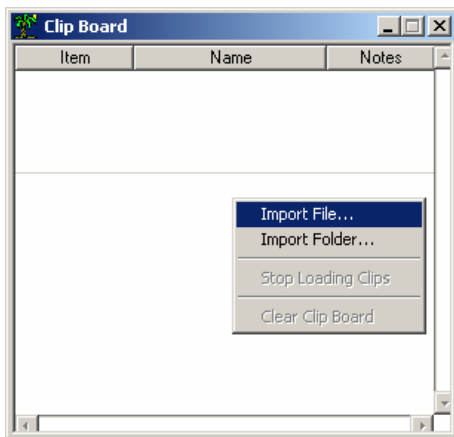 Clip Board
Item Name Notes
Import File...
Import Folder...
Stop Loading Clips
Clear Clip Board